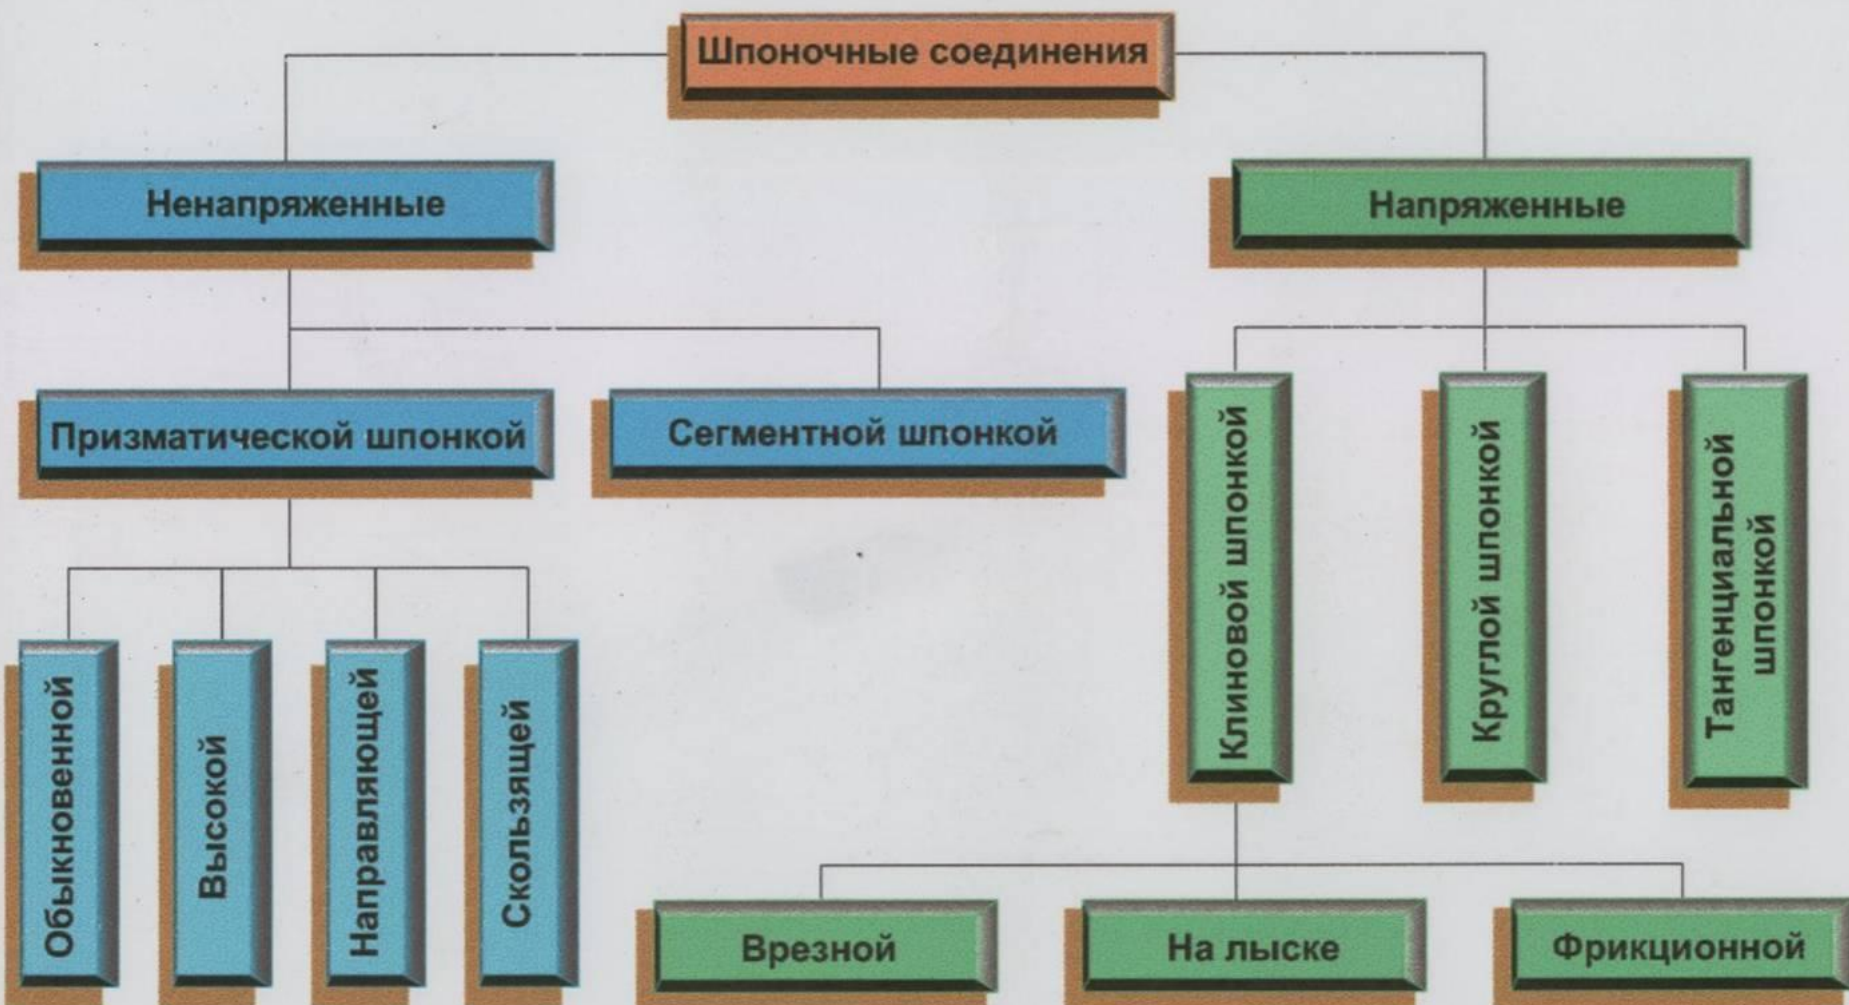 Шпоночные соединения
Ненапряженные
Напряженные
Призматической шпонкой
Сегментной шпонкой
Клиновой шпонкой
Круглой шпонкой
Тангенциальной
шпонкой
Обыкновенной
Высокой
Направляющей
Скользящей
Врезной
На лыске
Фрикционной